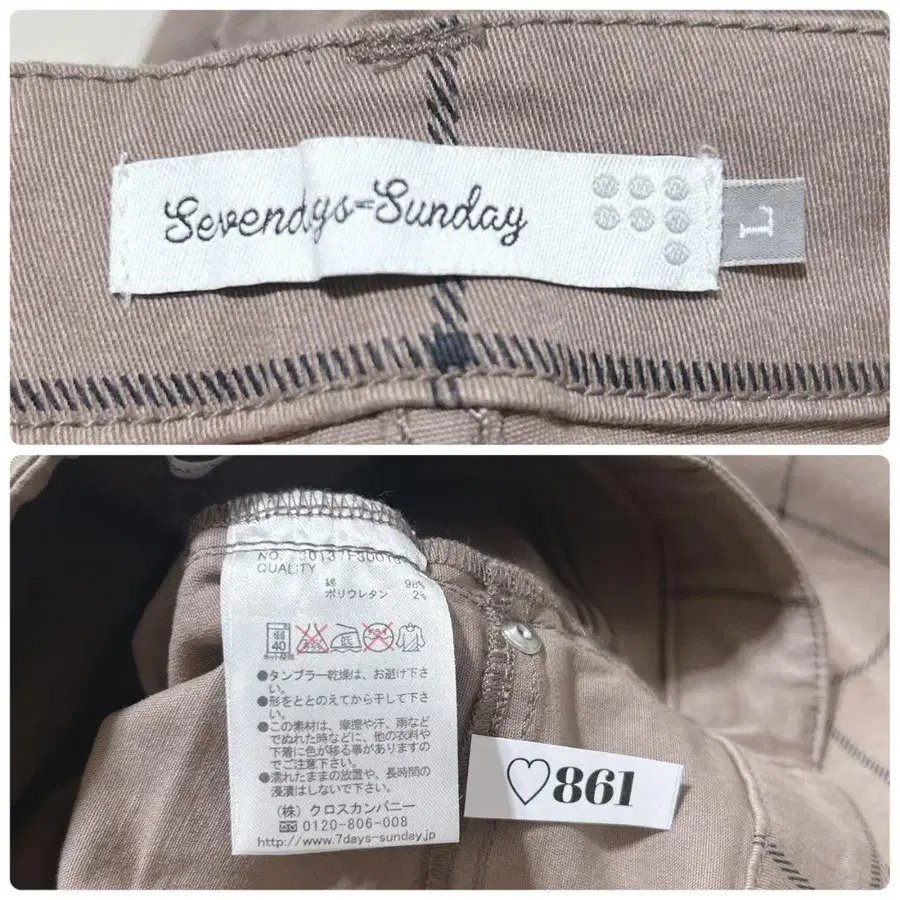 Sevendays=Sunday
L
QUALITY
綿 98%
ポリウレタン 2%
40
●タンブラー乾燥は、お避け下さ
い。
●形をととのえてから干して下さ
い。
●この素材は、摩擦や汗、雨など
でぬれた時などに、他の衣料や
下着に色が移る事がありますの
でご注意下さい。
●濡れたままの放置や、長時間の
浸漬はしないで下さい。
(株) クロスカンパニー
0120-806-008
http://www.7days-sunday.jp
♡861